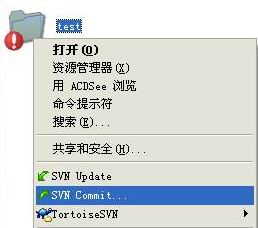 test
打开(O)
资源管理器(X)
用 ACDSee 浏览
命令提示符
搜索(E)...
共享和安全(H)...
SVN Update
SVN Commit...
TortoiseSVN